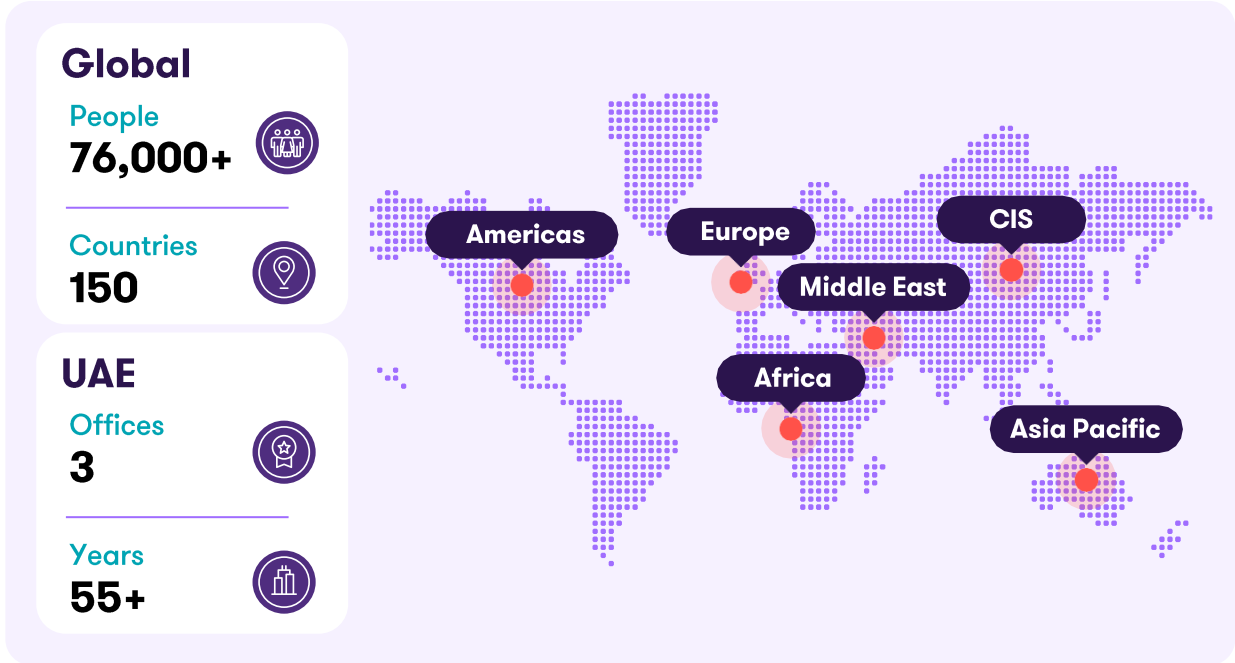 Global
People
76,000+
Countries
150
UAE
Offices
3
Years
55+
Americas
Europe
CIS
Middle East
Africa
Asia Pacific